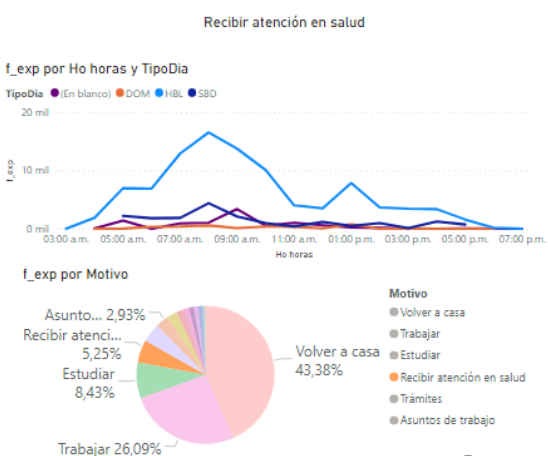 Recibir atención en salud
f_exp por Ho horas y TipoDia
TipoDia (En blanco) DOM HBL SBD
20 mil
10 mil
0 mil
f_exp
03:00 a.m. 05:00 a.m. 07:00 a.m. 09:00 a.m. 11:00 a.m. 01:00 p.m. 03:00 p.m. 05:00 p.m. 07:00 p.m.
Ho horas
f_exp por Motivo
Asunto... 2,93%
Recibir atenci...
5,25%
Estudiar
8,43%
Trabajar 26,09%
Volver a casa
43,38%
Motivo
Volver a casa
Trabajar
Estudiar
Recibir atención en salud
Trámites
Asuntos de trabajo